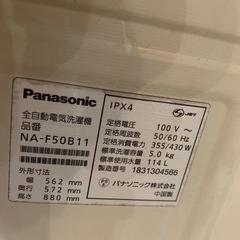 Panasonic
全自動電気洗濯機
品番
NA-F50B11
外形寸法
幅 562 mm
奥行 572 mm
高さ 880 mm
IPX4
JET
定格電圧 100 V～
定格周波数 50/60 Hz
定格消費電力 355/430 W
標準洗濯容量 5.0 kg
標準使用水量 114 L
製造番号 1831304566
パナソニック株式会社
中国製